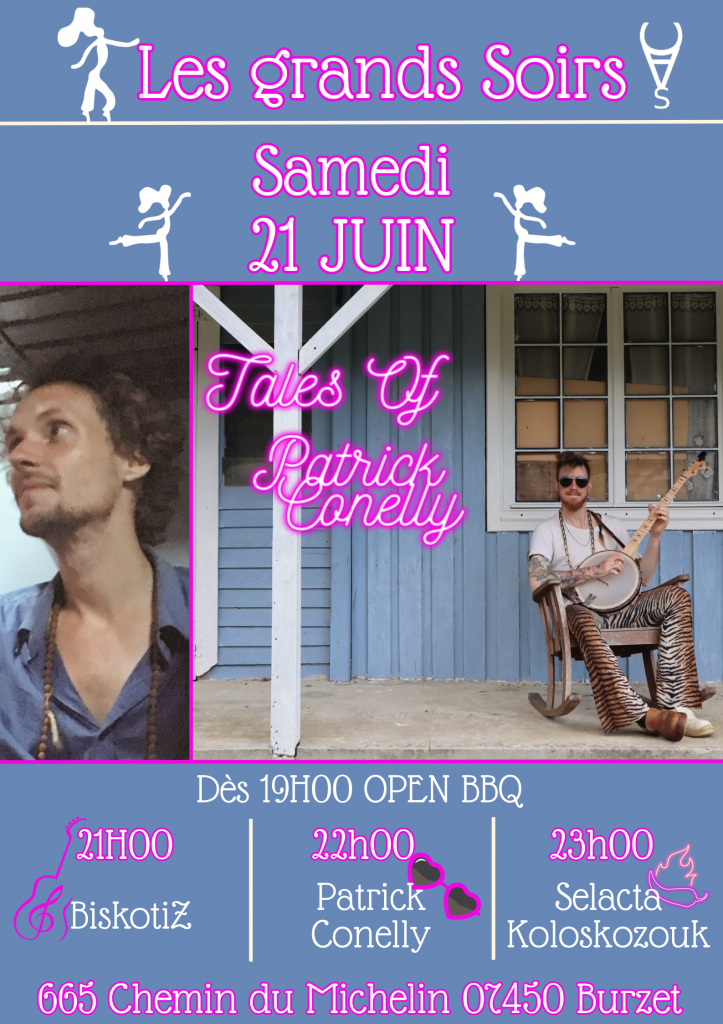 Les grands Soirs
S
Samedi
21 JUIN
Tales Of
Patrick
Conelly
Dès 19H00 OPEN BBQ
21H00
BiskotiZ
22h00
Patrick
Conelly
23h00
Selacta
Koloskozouk
665 Chemin du Michelin 07450 Burzet